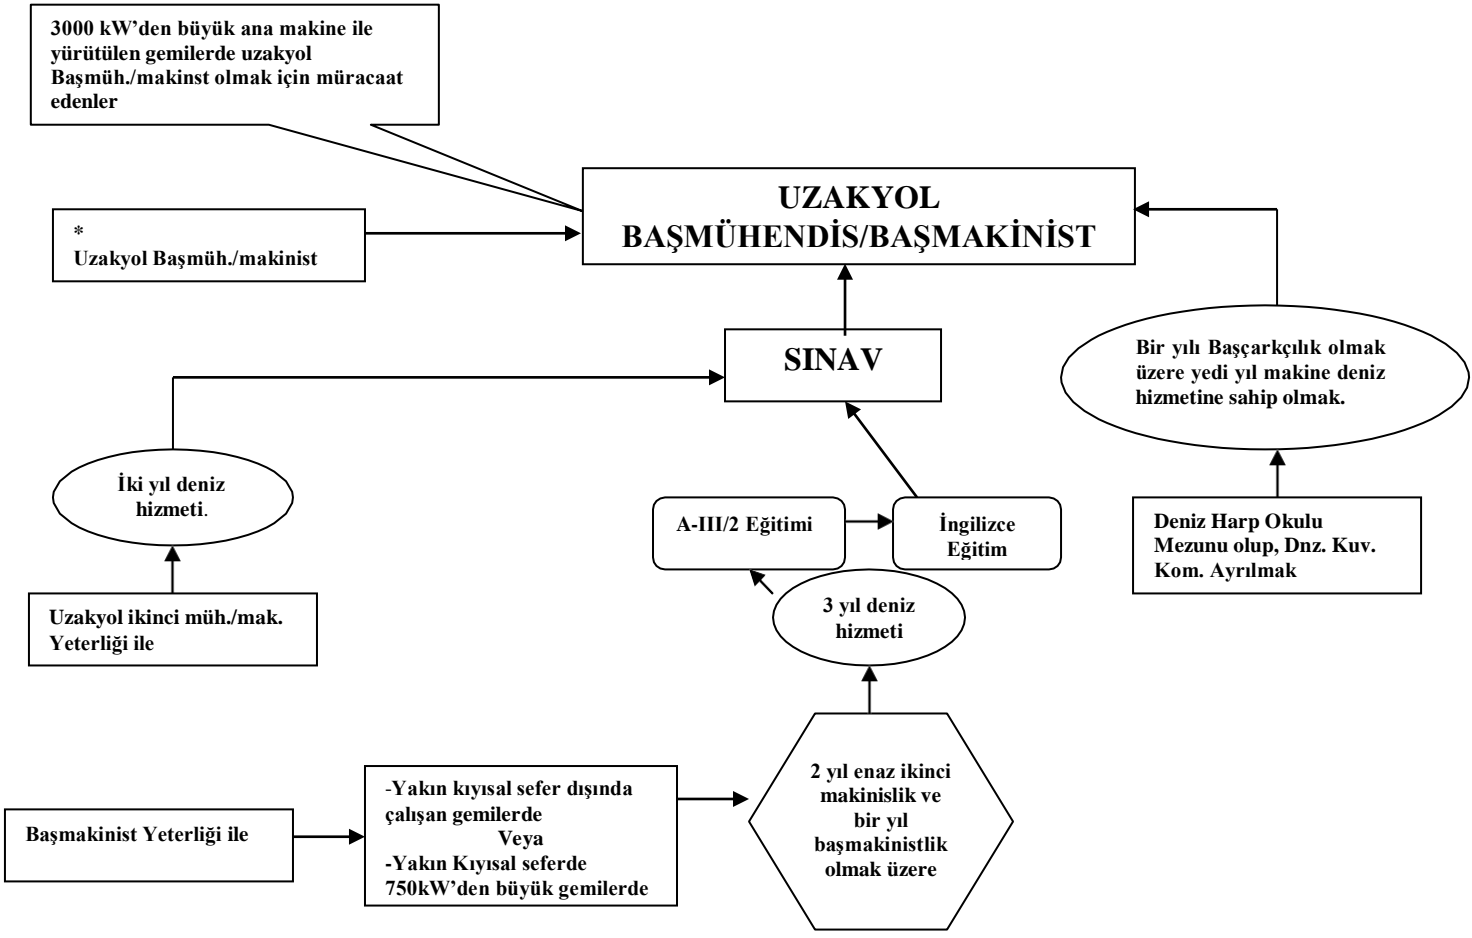 3000 kW’den büyük ana makine ile
yürütülen gemilerde uzakyol
Başmüh./makinst olmak için müracaat
edenler
UZAKYOL
BAŞMÜHENDİS/BAŞMAKİNİST
*
Uzakyol Başmüh./makinist
SINAV
Bir yılı Başçarkçılık olmak
üzere yedi yıl makine deniz
hizmetine sahip olmak.
İki yıl deniz
hizmeti.
A-III/2 Eğitimi
İngilizce
Eğitim
Deniz Harp Okulu
Mezunu olup, Dnz. Kuv.
Kom. Ayrılmak
Uzakyol ikinci müh./mak.
Yeterliği ile
3 yıl deniz
hizmeti
Başmakinist Yeterliği ile
-Yakın kıyısal sefer dışında
çalışan gemilerde
Veya
-Yakın Kıyısal seferde
750kW’den büyük gemilerde
2 yıl enaz ikinci
makinislik ve
bir yıl
başmakinistlik
olmak üzere